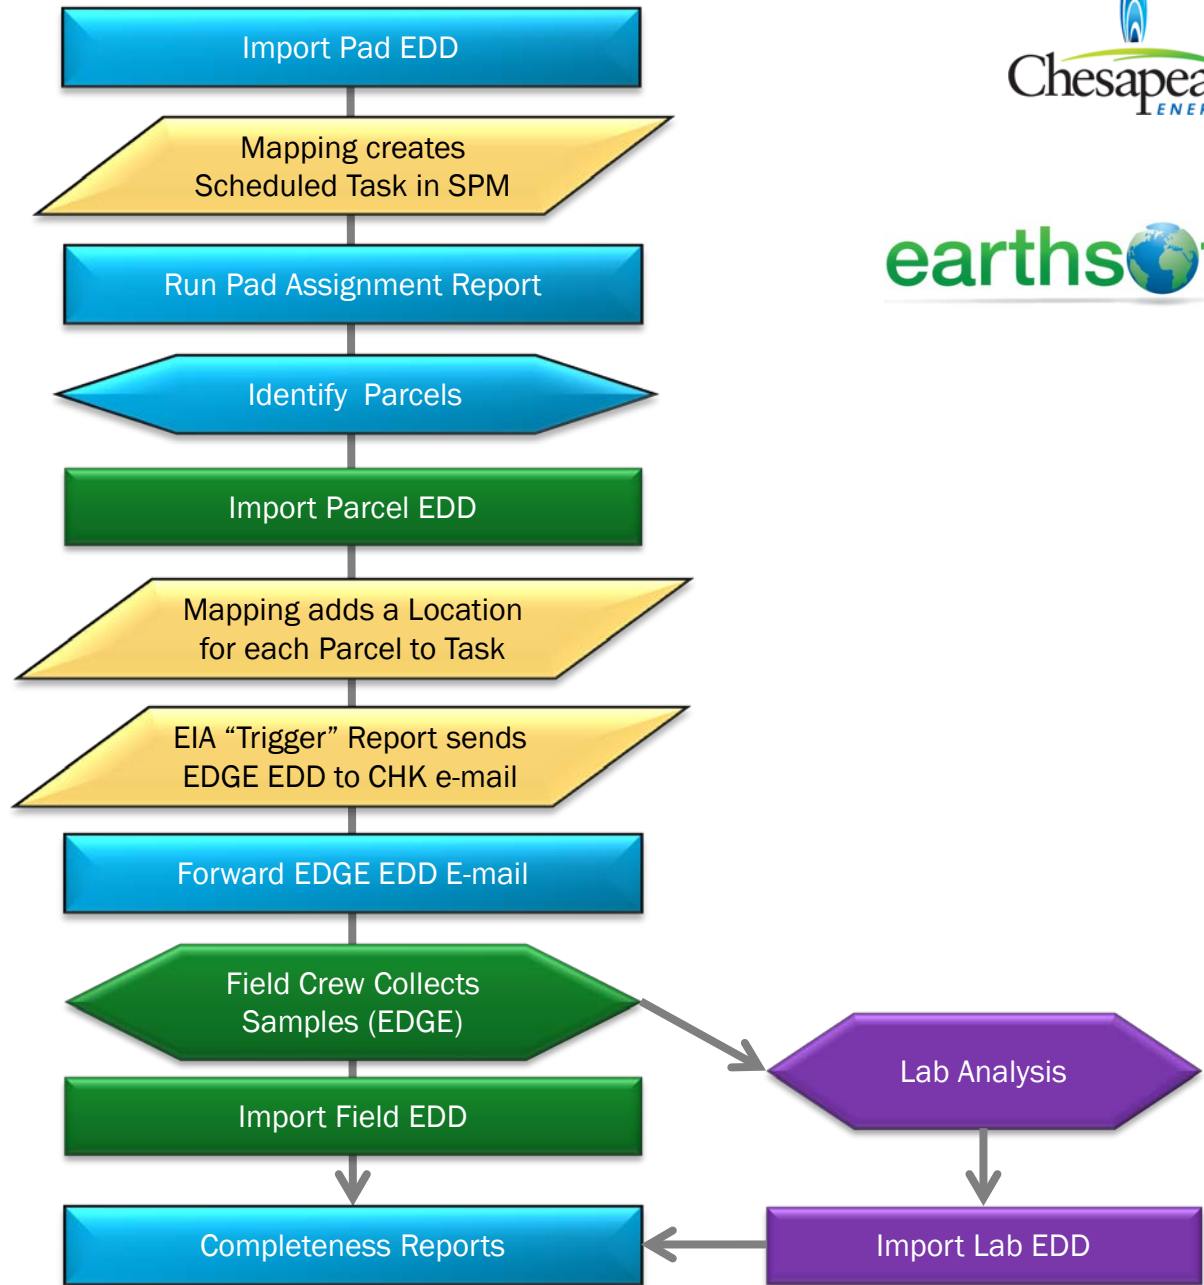 Import Pad EDD
Mapping creates
Scheduled Task in SPM
Run Pad Assignment Report
Identify  Parcels
Import Parcel EDD
Mapping adds a Location
for each Parcel to Task
EIA “Trigger” Report sends
EDGE EDD to CHK e-mail
Forward EDGE EDD E-mail
Field Crew Collects
Samples (EDGE)
Import Field EDD
Completeness Reports
Lab Analysis
Import Lab EDD